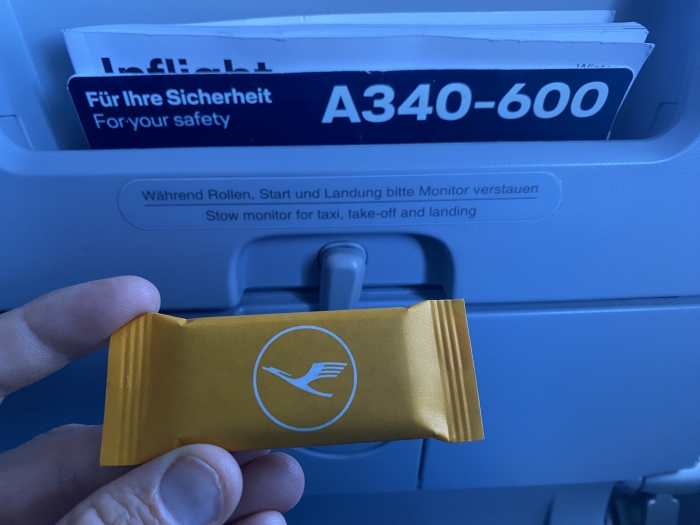 Inflight
Für Ihre Sicherheit
For your safety
A340-600
Während Rollen, Start und Landung bitte Monitor verstauen
Stow monitor for taxi, take-off and landing